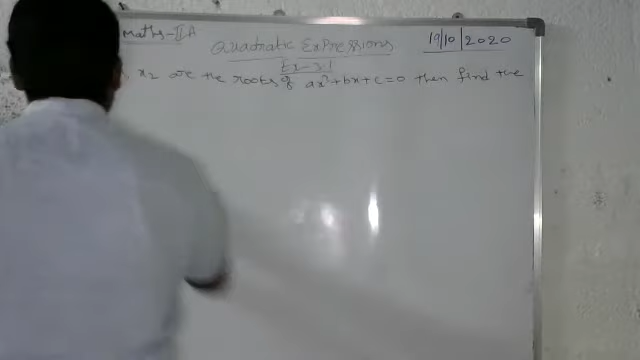 Maths-IIA
Quadratic Expressions
19|10|2020
Ex-3.1
x2 are the roots of ax²+bx+c=0 then find the